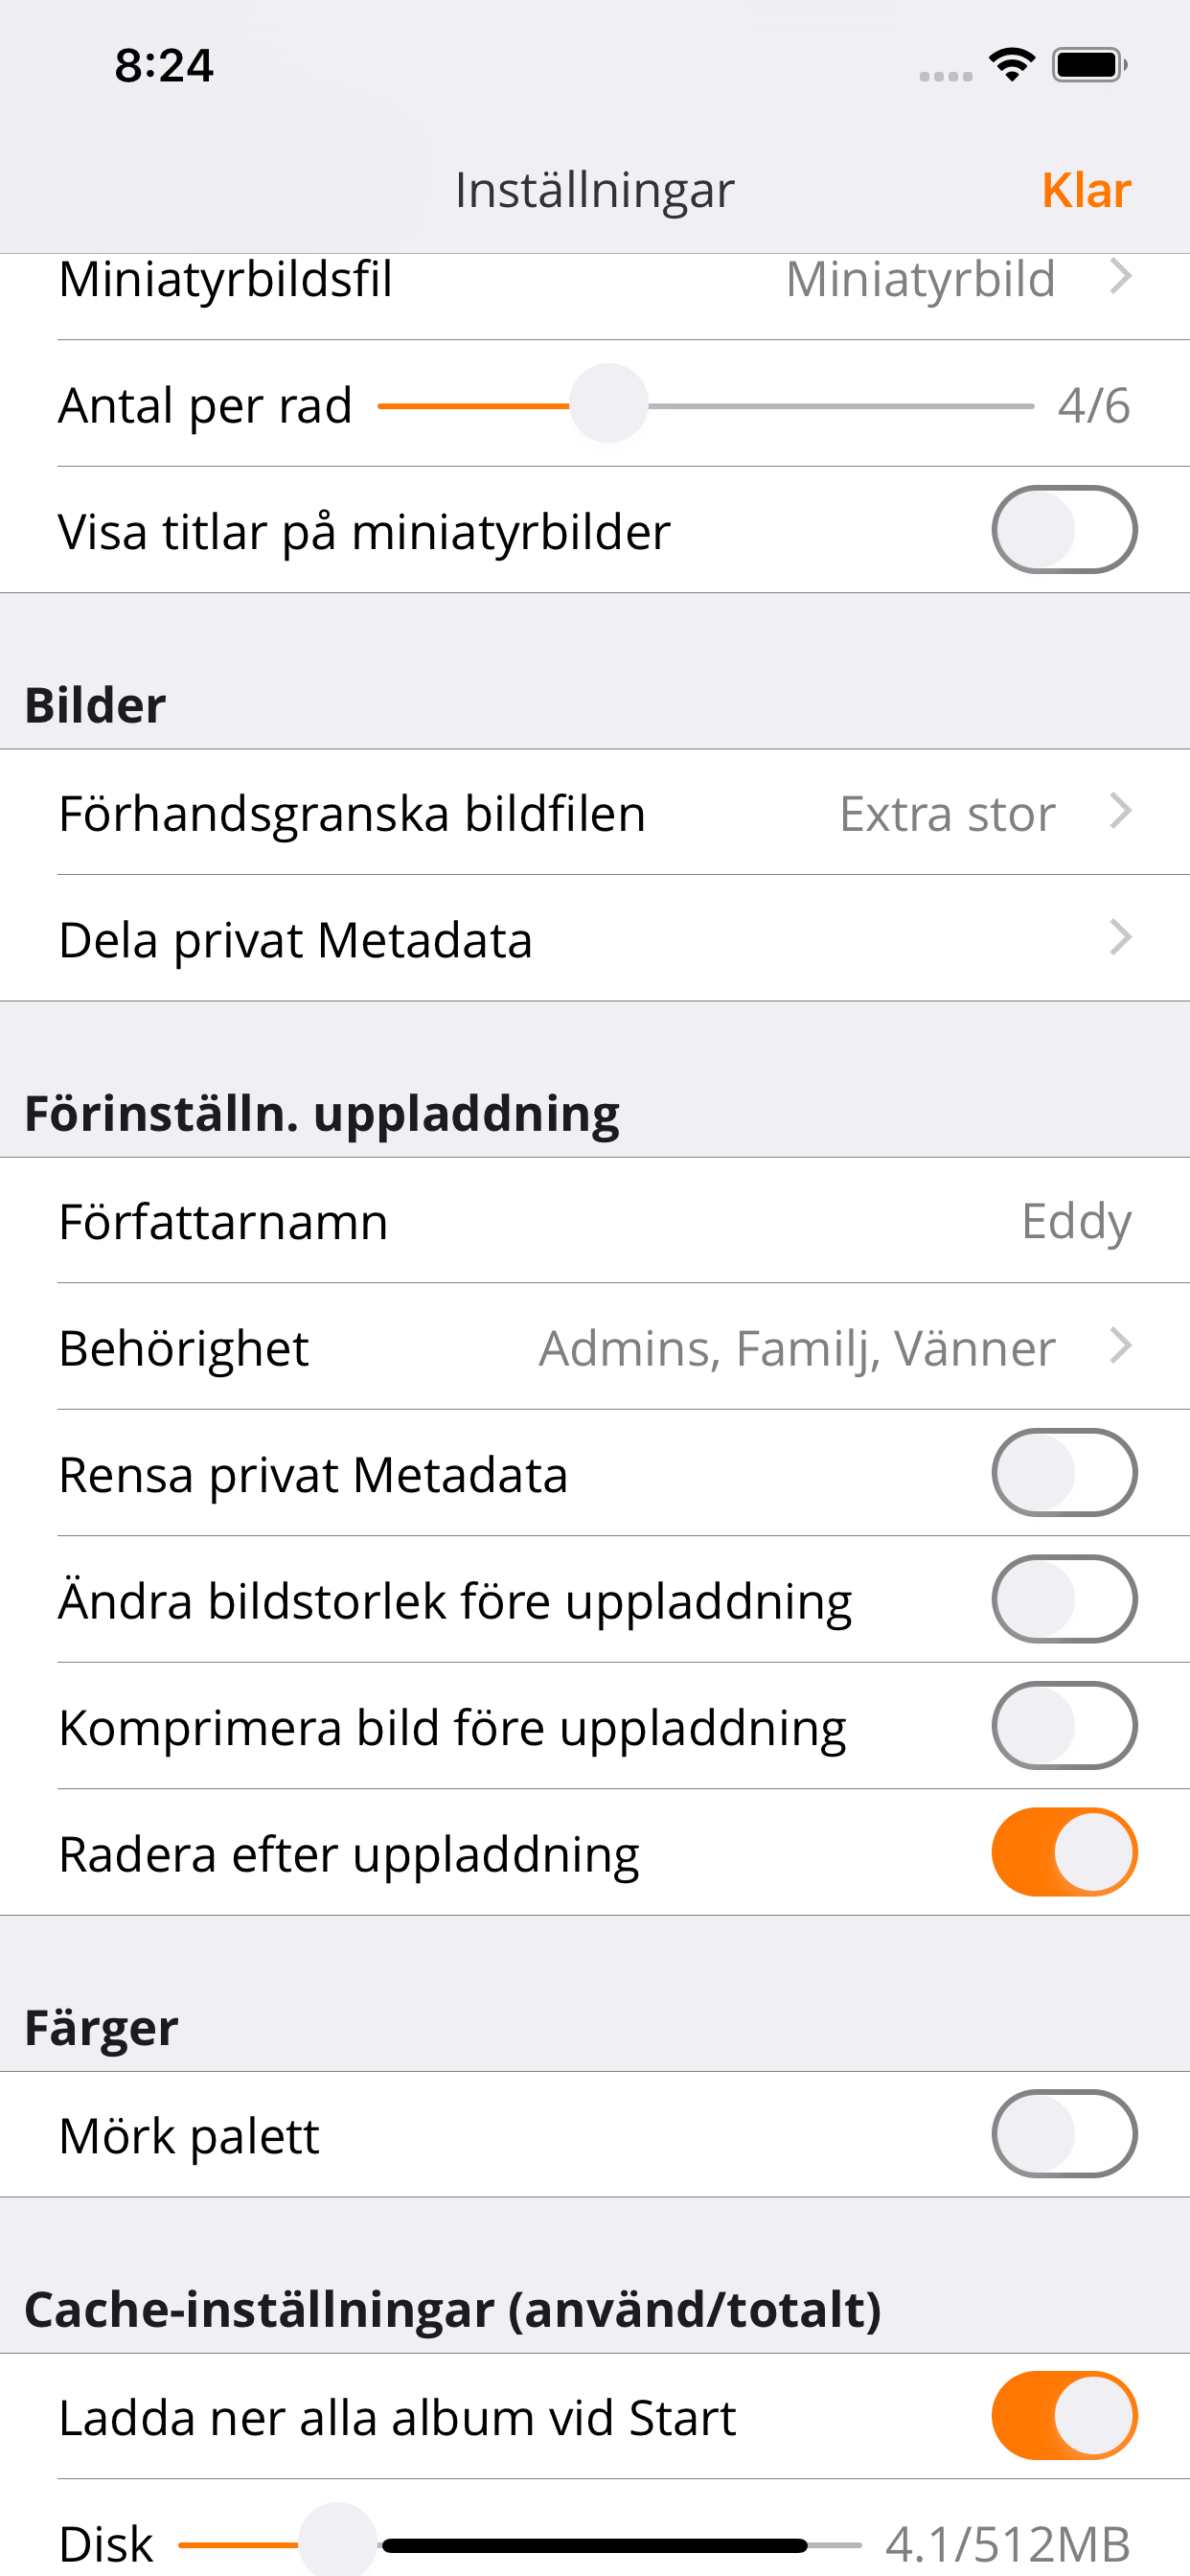 8:24
Inställningar
Klar
Miniatyrbildsfil
Miniatyrbild
Antal per rad
4/6
Visa titlar på miniatyrbilder
Bilder
Förhandsgranska bildfilen
Extra stor
Dela privat Metadata
Förinställn. uppladdning
Författarnamn
Eddy
Behörighet
Admins, Familj, Vänner
Rensa privat Metadata
Ändra bildstorlek före uppladdning
Komprimera bild före uppladdning
Radera efter uppladdning
Färger
Mörk palett
Cache-inställningar (använd/totalt)
Ladda ner alla album vid Start
Disk
4.1/512MB